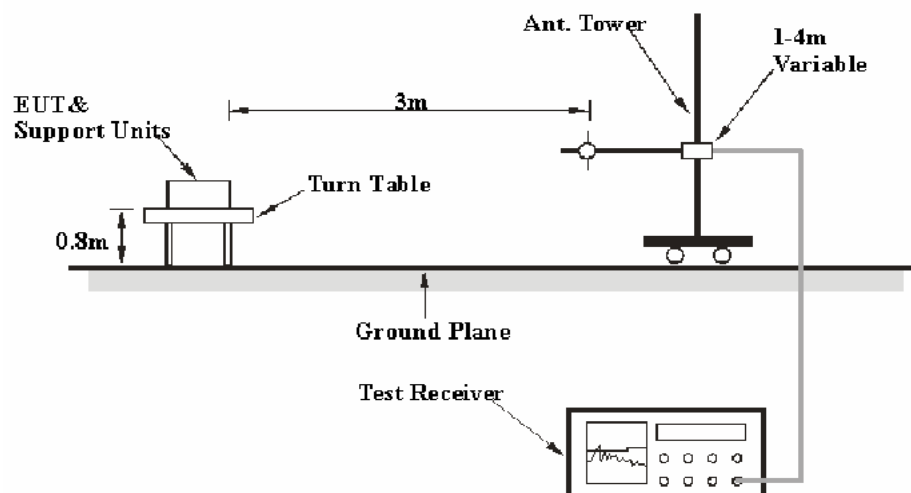 Ant. Tower
1-4m
Variable
3m
EUT&
Support Units
Turn Table
0.8m
Ground Plane
Test Receiver